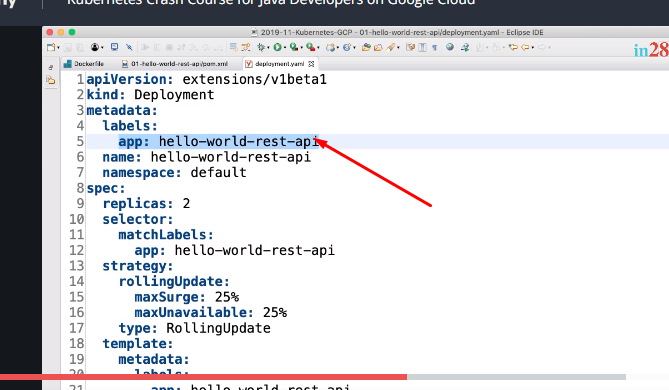 Kubernetes Crash Course for Java Developers on Google Cloud
2019-11-Kubernetes-GCP - 01-hello-world-rest-api/deployment.yaml - Eclipse IDE
in28
Dockerfile 01-hello-world-rest-api/pom.xml deployment.yaml
1 apiVersion: extensions/v1beta1
2 kind: Deployment
3 metadata:
4 labels:
5 app: hello-world-rest-api
6 name: hello-world-rest-api
7 namespace: default
8 spec:
9 replicas: 2
10 selector:
11 matchLabels:
12 app: hello-world-rest-api
13 strategy:
14 rollingUpdate:
15 maxSurge: 25%
16 maxUnavailable: 25%
17 type: RollingUpdate
18 template:
19 metadata:
20 labels:
21 app: hello-world-rest-api